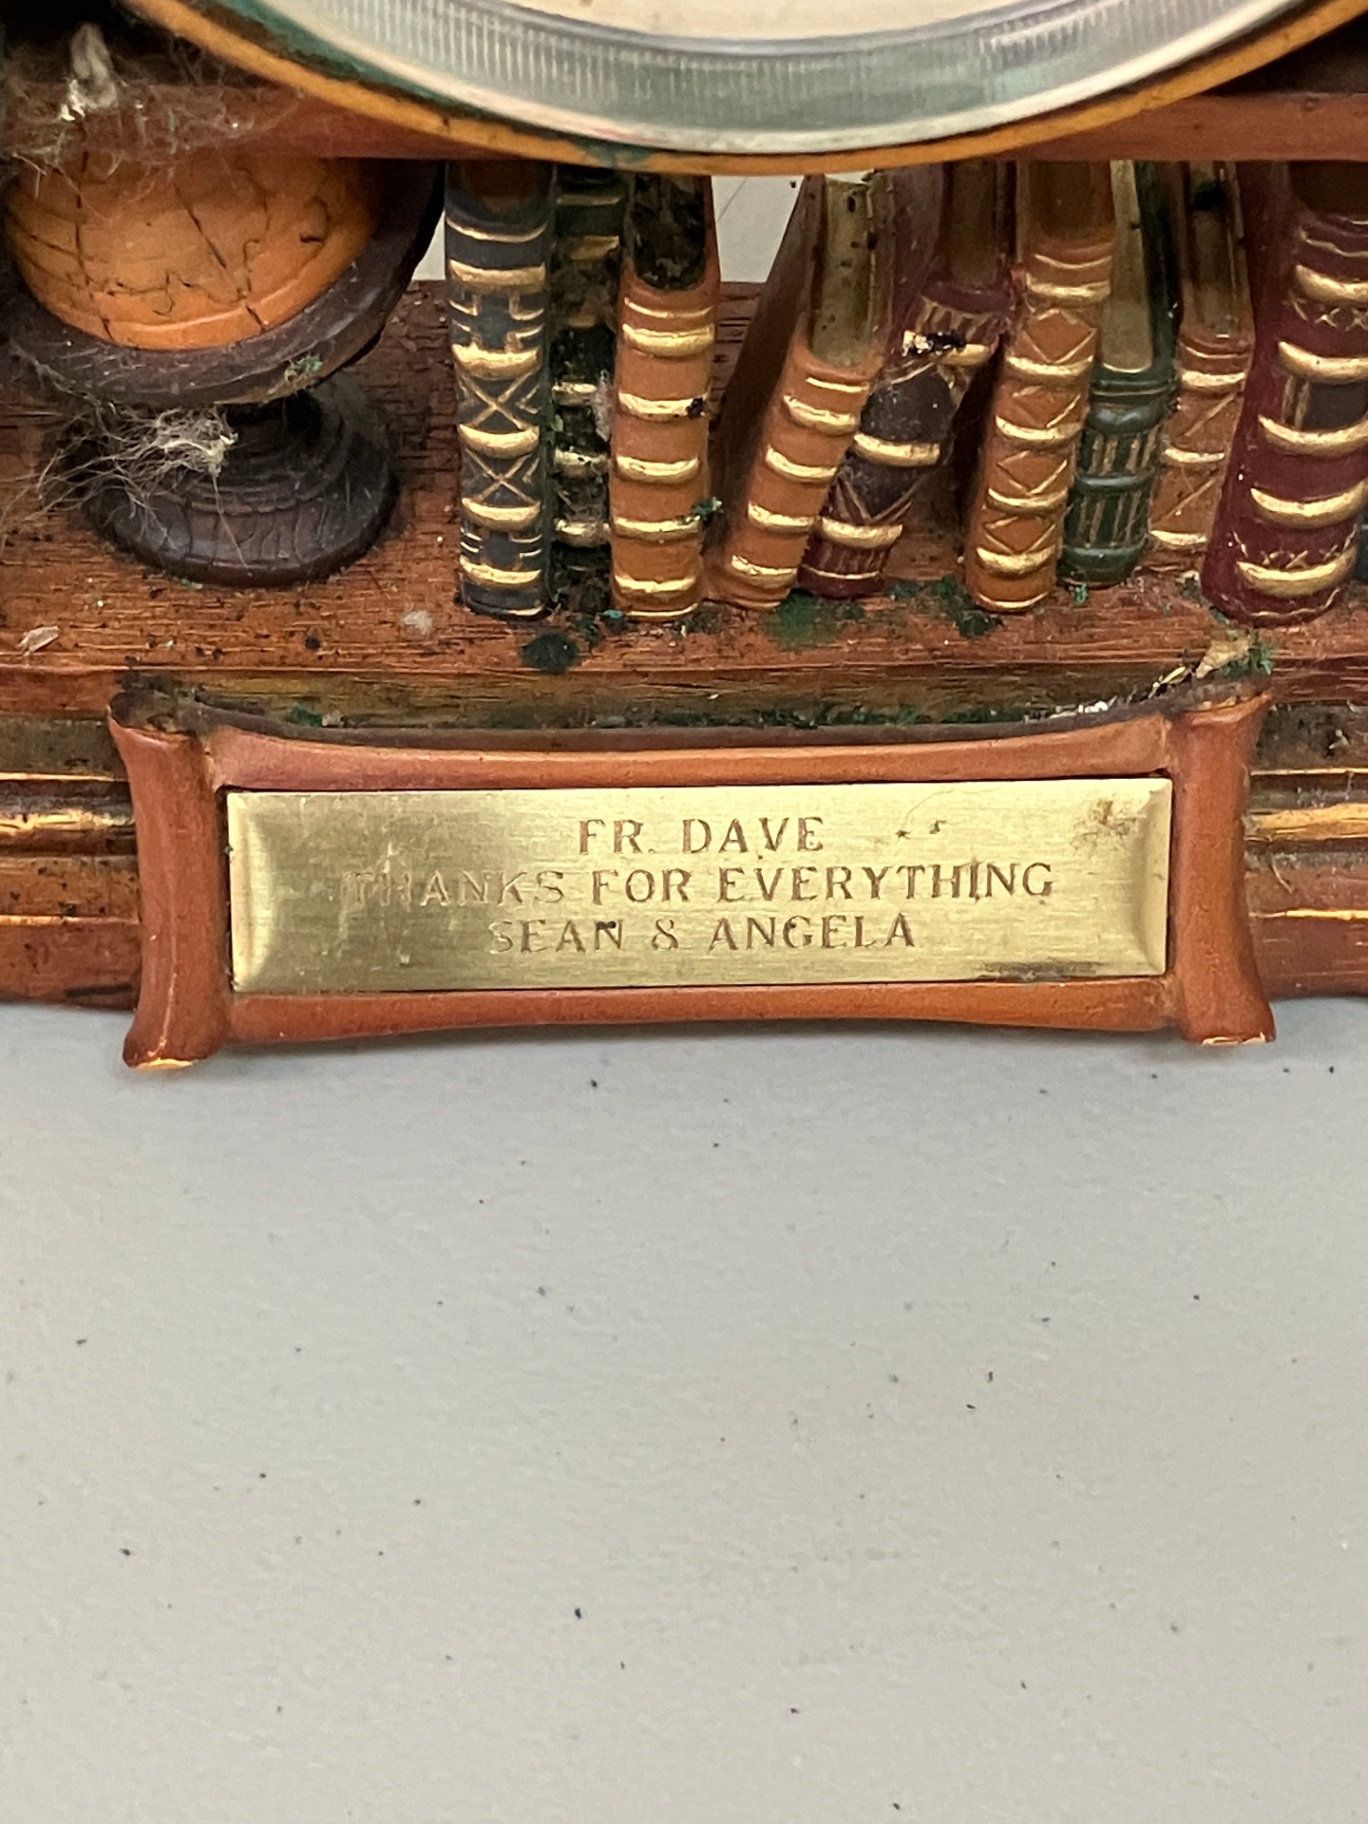 FR. DAVE
THANKS FOR EVERYTHING
SEAN & ANGELA